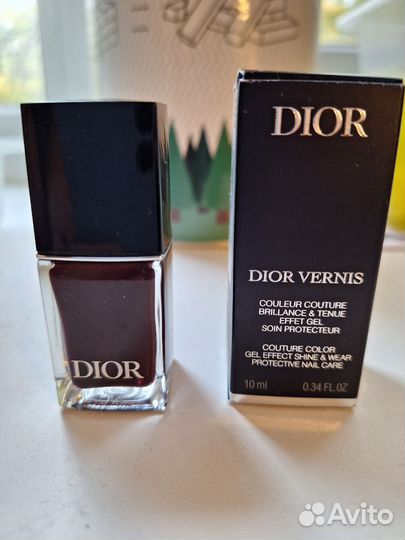 DIOR
DIOR
DIOR VERNIS
COULEUR COUTURE
BRILLANCE & TENUE
EFFET GEL
SOIN PROTECTEUR
COUTURE COLOR
GEL EFFECT SHINE & WEAR
PROTECTIVE NAIL CARE
10 ml 0.34 FL.OZ
Avito